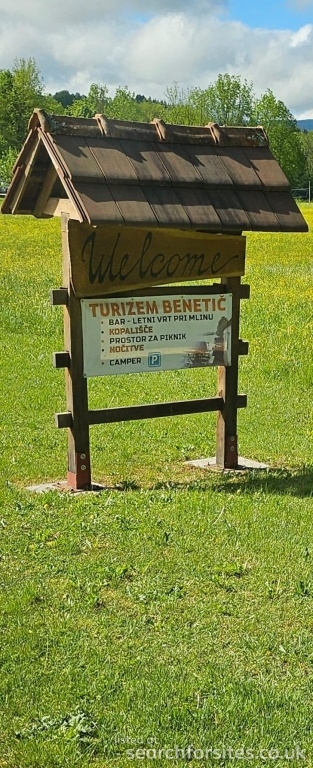 Welcome
TURIZEM BENETIČ
• BAR - LETNI VRT PRI MLINU
• KOPALIŠČE
• PROSTOR ZA PIKNIK
• NOČITVE
• CAMPER P
listed at
searchforsites.co.uk